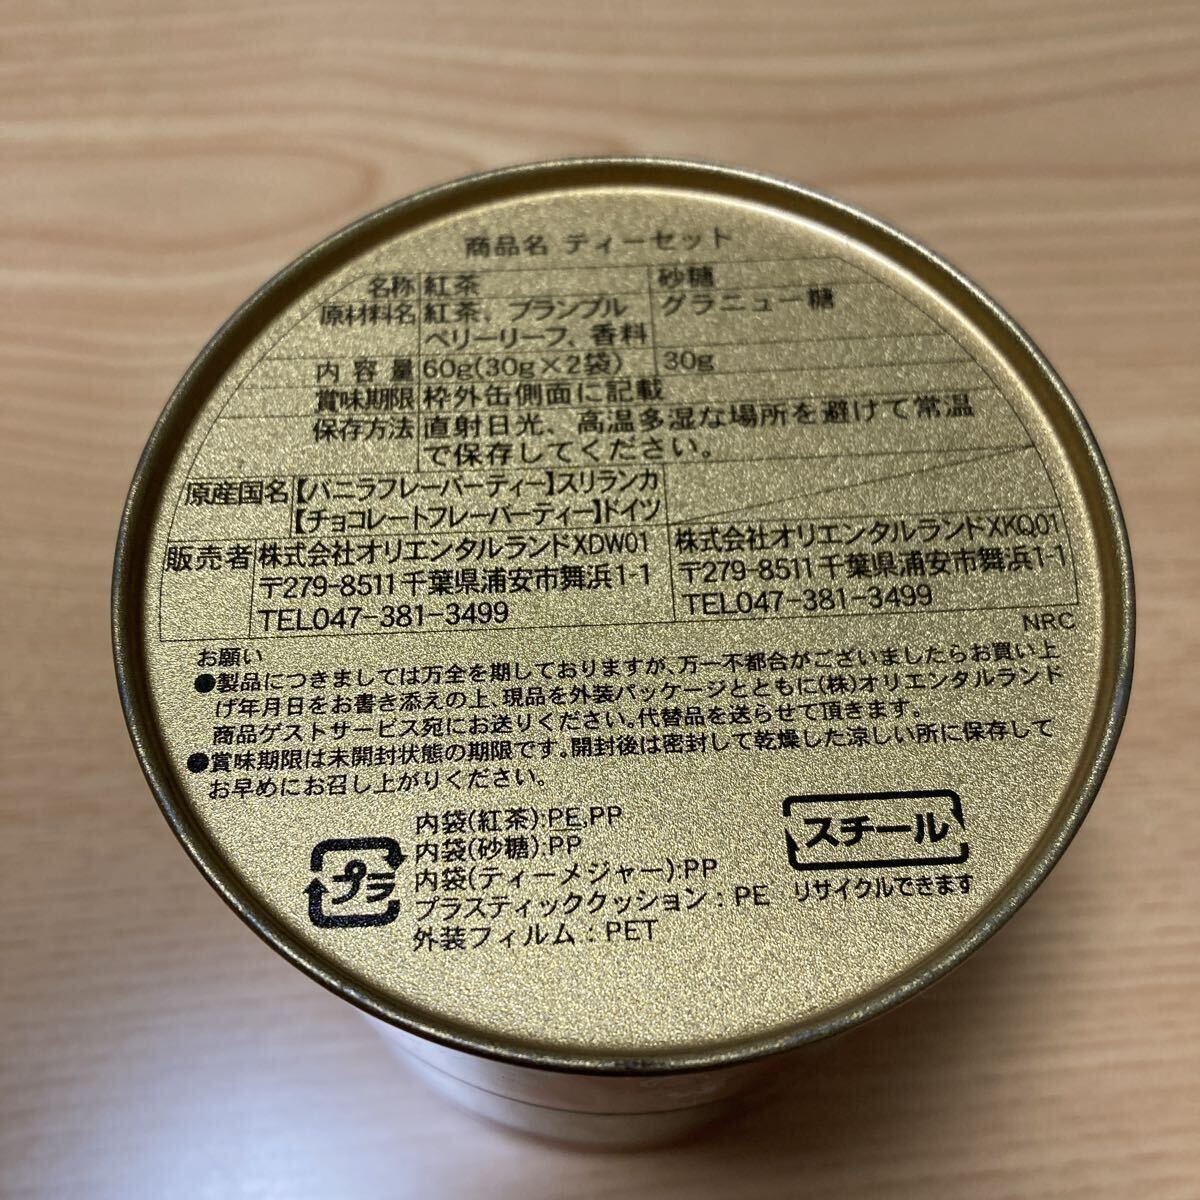 商品名 ティーセット
名称 紅茶 砂糖
原材料名 紅茶、ブランブル グラニュー糖
ベリーリーフ、香料
内容量 60g(30g×2袋) 30g
賞味期限 枠外缶側面に記載
保存方法 直射日光、高温多湿な場所を避けて常温
で保存してください。
原産国名 【バニラフレーバーティー】スリランカ
【チョコレートフレーバーティー】ドイツ
販売者 株式会社オリエンタルランドXDW01 株式会社オリエンタルランドXKQ01
〒279-8511千葉県浦安市舞浜1-1 〒279-8511千葉県浦安市舞浜1-1
TEL047-381-3499 TEL047-381-3499
NRC
お願い
●製品につきましては万全を期しておりますが、万一不都合がございましたらお買い上
げ年月日をお書き添えの上、現品を外装パッケージとともに(株)オリエンタルランド
商品ゲストサービス宛にお送りください。代替品を送らせて頂きます。
●賞味期限は未開封状態の期限です。開封後は密封して乾燥した涼しい所に保存して
お早めにお召し上がりください。
プラ
内袋(紅茶):PE,PP
内袋(砂糖):PP
内袋(ティーメジャー):PP
プラスティッククッション:PE
外装フィルム:PET
スチール
リサイクルできます